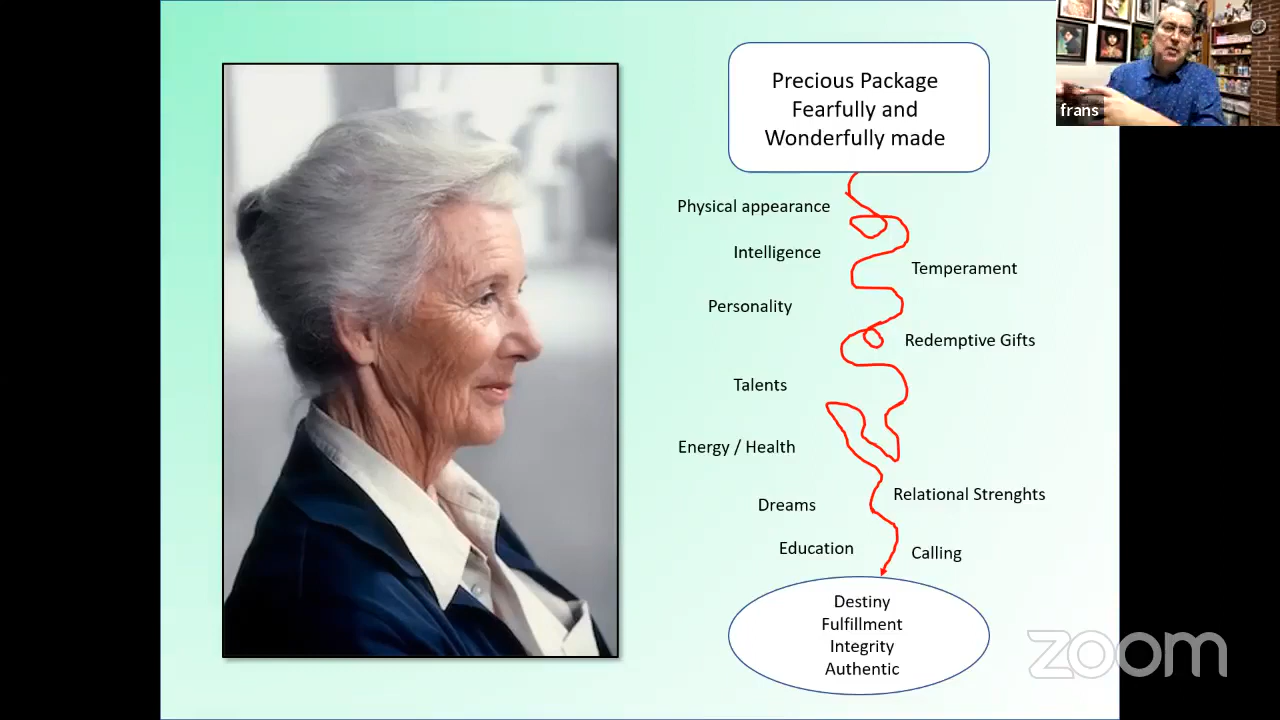 Precious Package
Fearfully and
Wonderfully made
frans
Physical appearance
Intelligence
Temperament
Personality
Redemptive Gifts
Talents
Energy / Health
Relational Strenghts
Dreams
Education
Calling
Destiny
Fulfillment
Integrity
Authentic
zoom